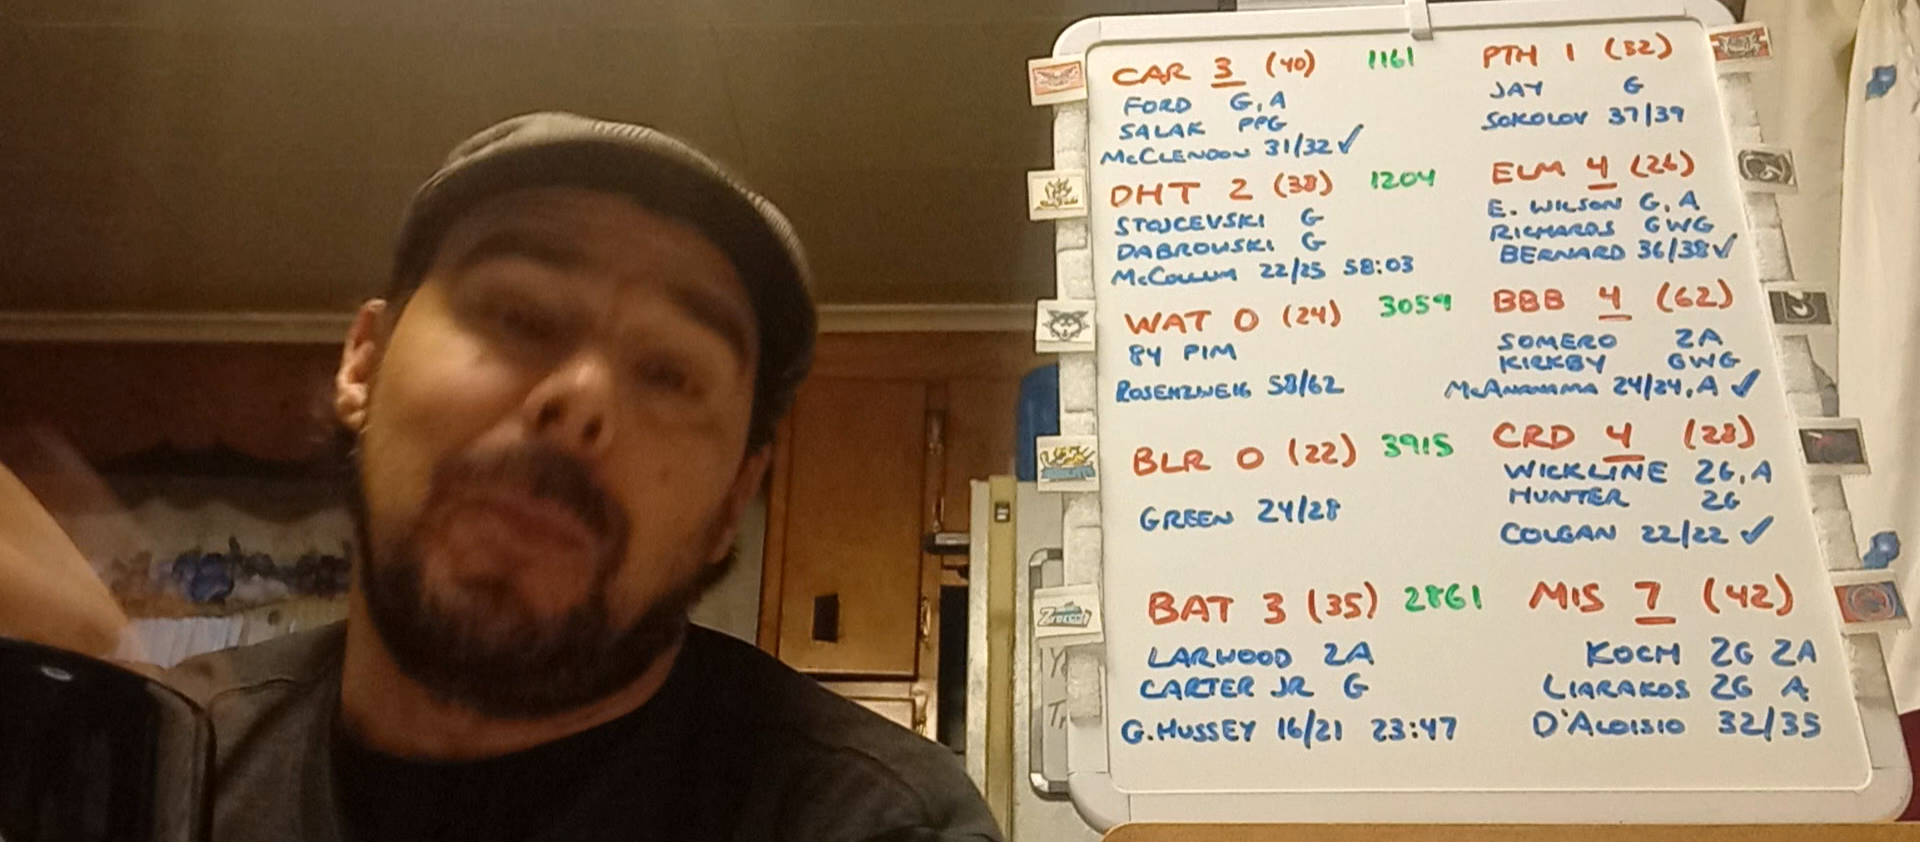 CAR 3 (40) 1161 PTH 1 (32)
FORD G, A
SALAK PPG
McCLENDON 31/32 ✓
JAY G
SOKOLOV 37/39
DHT 2 (38) 1204 ELM 4 (26)
STOJCEVSKI G
DABROWSKI G
McCOLLUM 22/25 58:03
E. WILSON G, A
RICHARDS GWG
BERNARD 36/38 ✓
WAT 0 (24) 3059 BBB 4 (62)
84 PIM
ROSENZWEIG 58/62
SOMERO 2A
KIRKBY GWG
McANANAMA 24/24, A ✓
BLR 0 (22) 3915 CRD 4 (28)
GREEN 24/28
WICKLINE 2G, A
HUNTER 2G
COLGAN 22/22 ✓
BAT 3 (35) 2861 MIS 7 (42)
LARWOOD 2A
CARTER JR G
G. HUSSEY 16/21 23:47
KOCH 2G 2A
LIARAKOS 2G A
D'ALOISIO 32/35